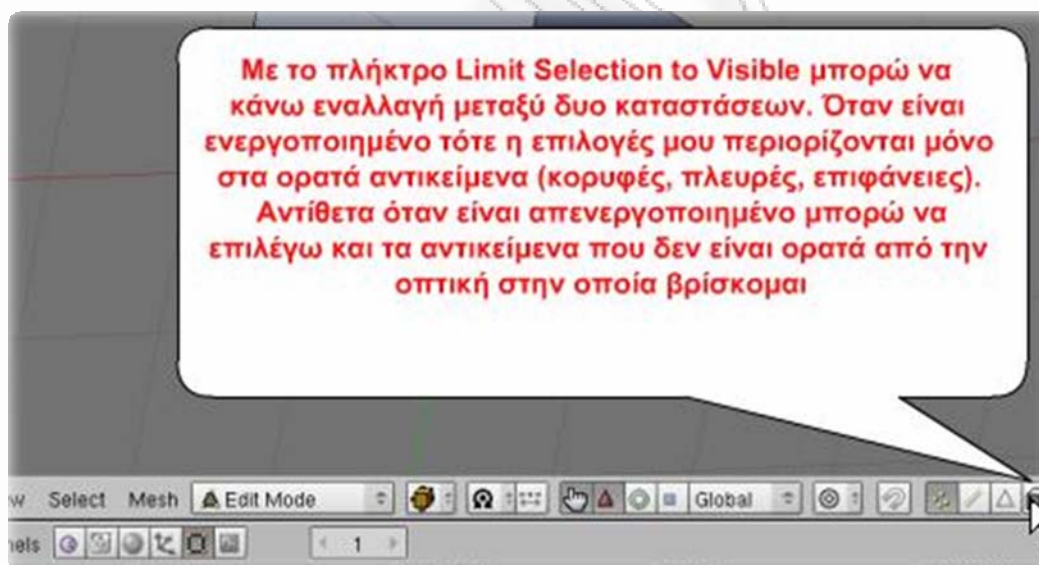 Με το πλήκτρο Limit Selection to Visible μπορώ να
κάνω εναλλαγή μεταξύ δυο καταστάσεων. Όταν είναι
ενεργοποιημένο τότε η επιλογές μου περιορίζονται μόνο
στα ορατά αντικείμενα (κορυφές, πλευρές, επιφάνειες).
Αντίθετα όταν είναι απενεργοποιημένο μπορώ να
επιλέγω και τα αντικείμενα που δεν είναι ορατά από την
οπτική στην οποία βρίσκομαι
w Select Mesh Edit Mode Global
nels 1